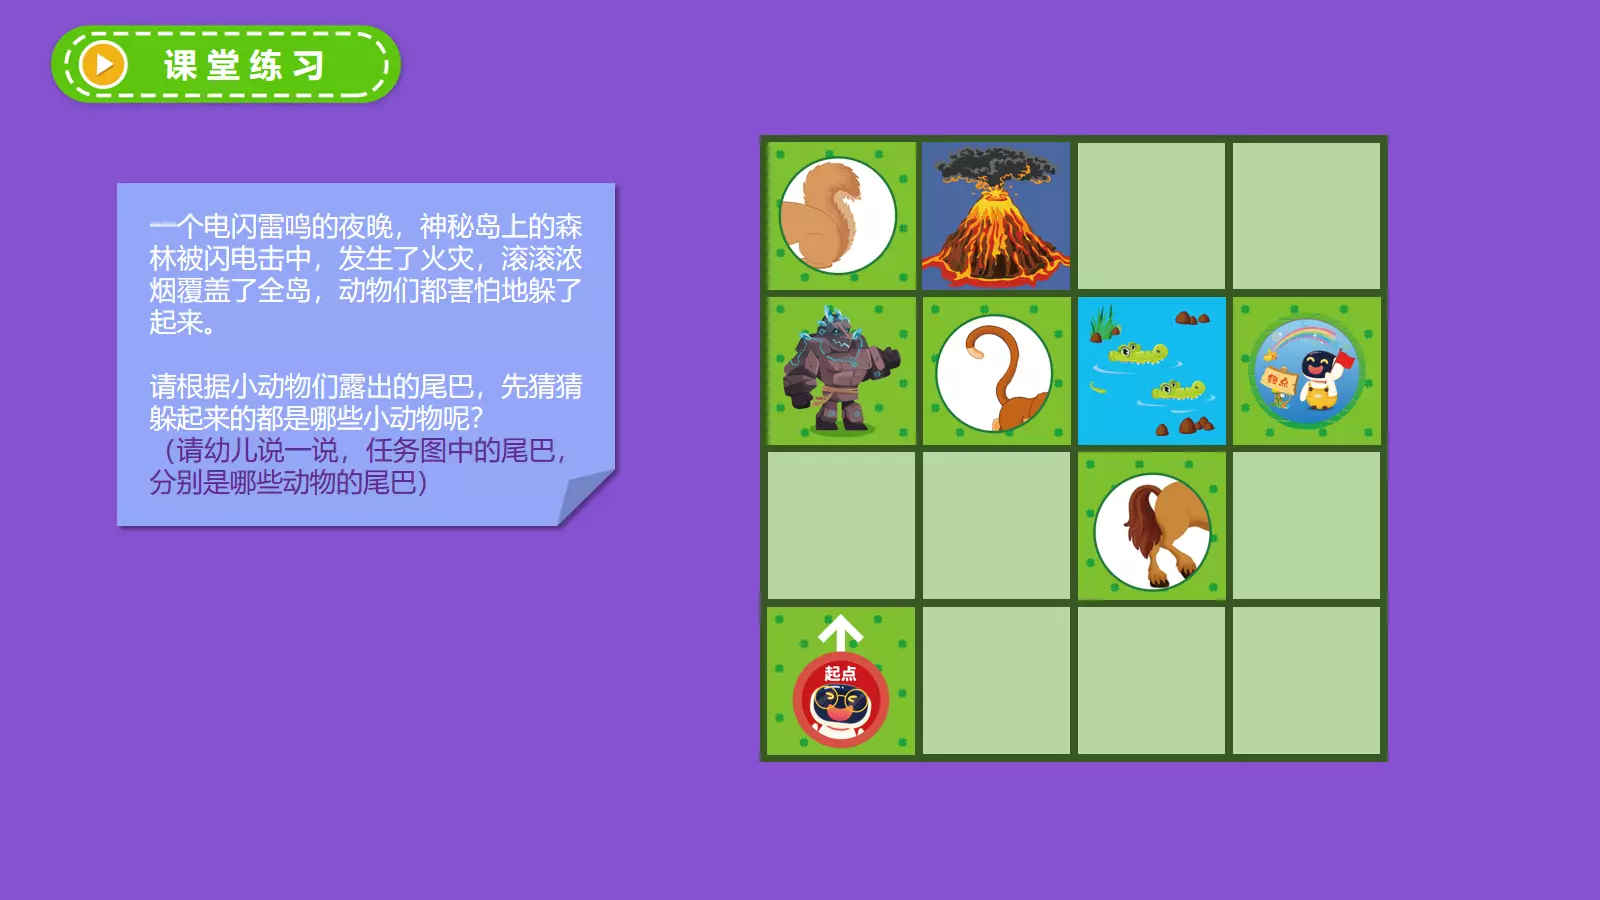 课堂练习
一个电闪雷鸣的夜晚，神秘岛上的森
林被闪电击中，发生了火灾，滚滚浓
烟覆盖了全岛，动物们都害怕地躲了
起来。
请根据小动物们露出的尾巴，先猜猜
躲起来的都是哪些小动物呢？
（请幼儿说一说，任务图中的尾巴，
分别是哪些动物的尾巴）
终点
起点